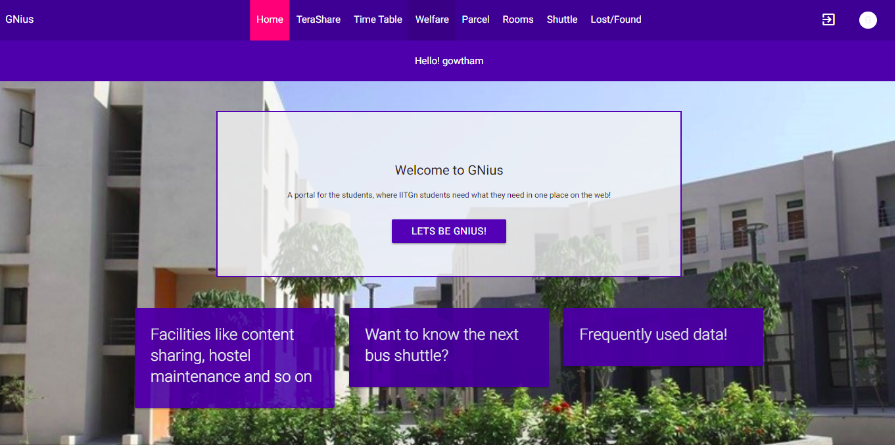 GNius Home TeraShare Time Table Welfare Parcel Rooms Shuttle Lost/Found
Hello! gowtham
Welcome to GNius
A portal for the students, where IITGn students need what they need in one place on the web!
LETS BE GNIUS!
Facilities like content
sharing, hostel
maintenance and so on
Want to know the next
bus shuttle?
Frequently used data!